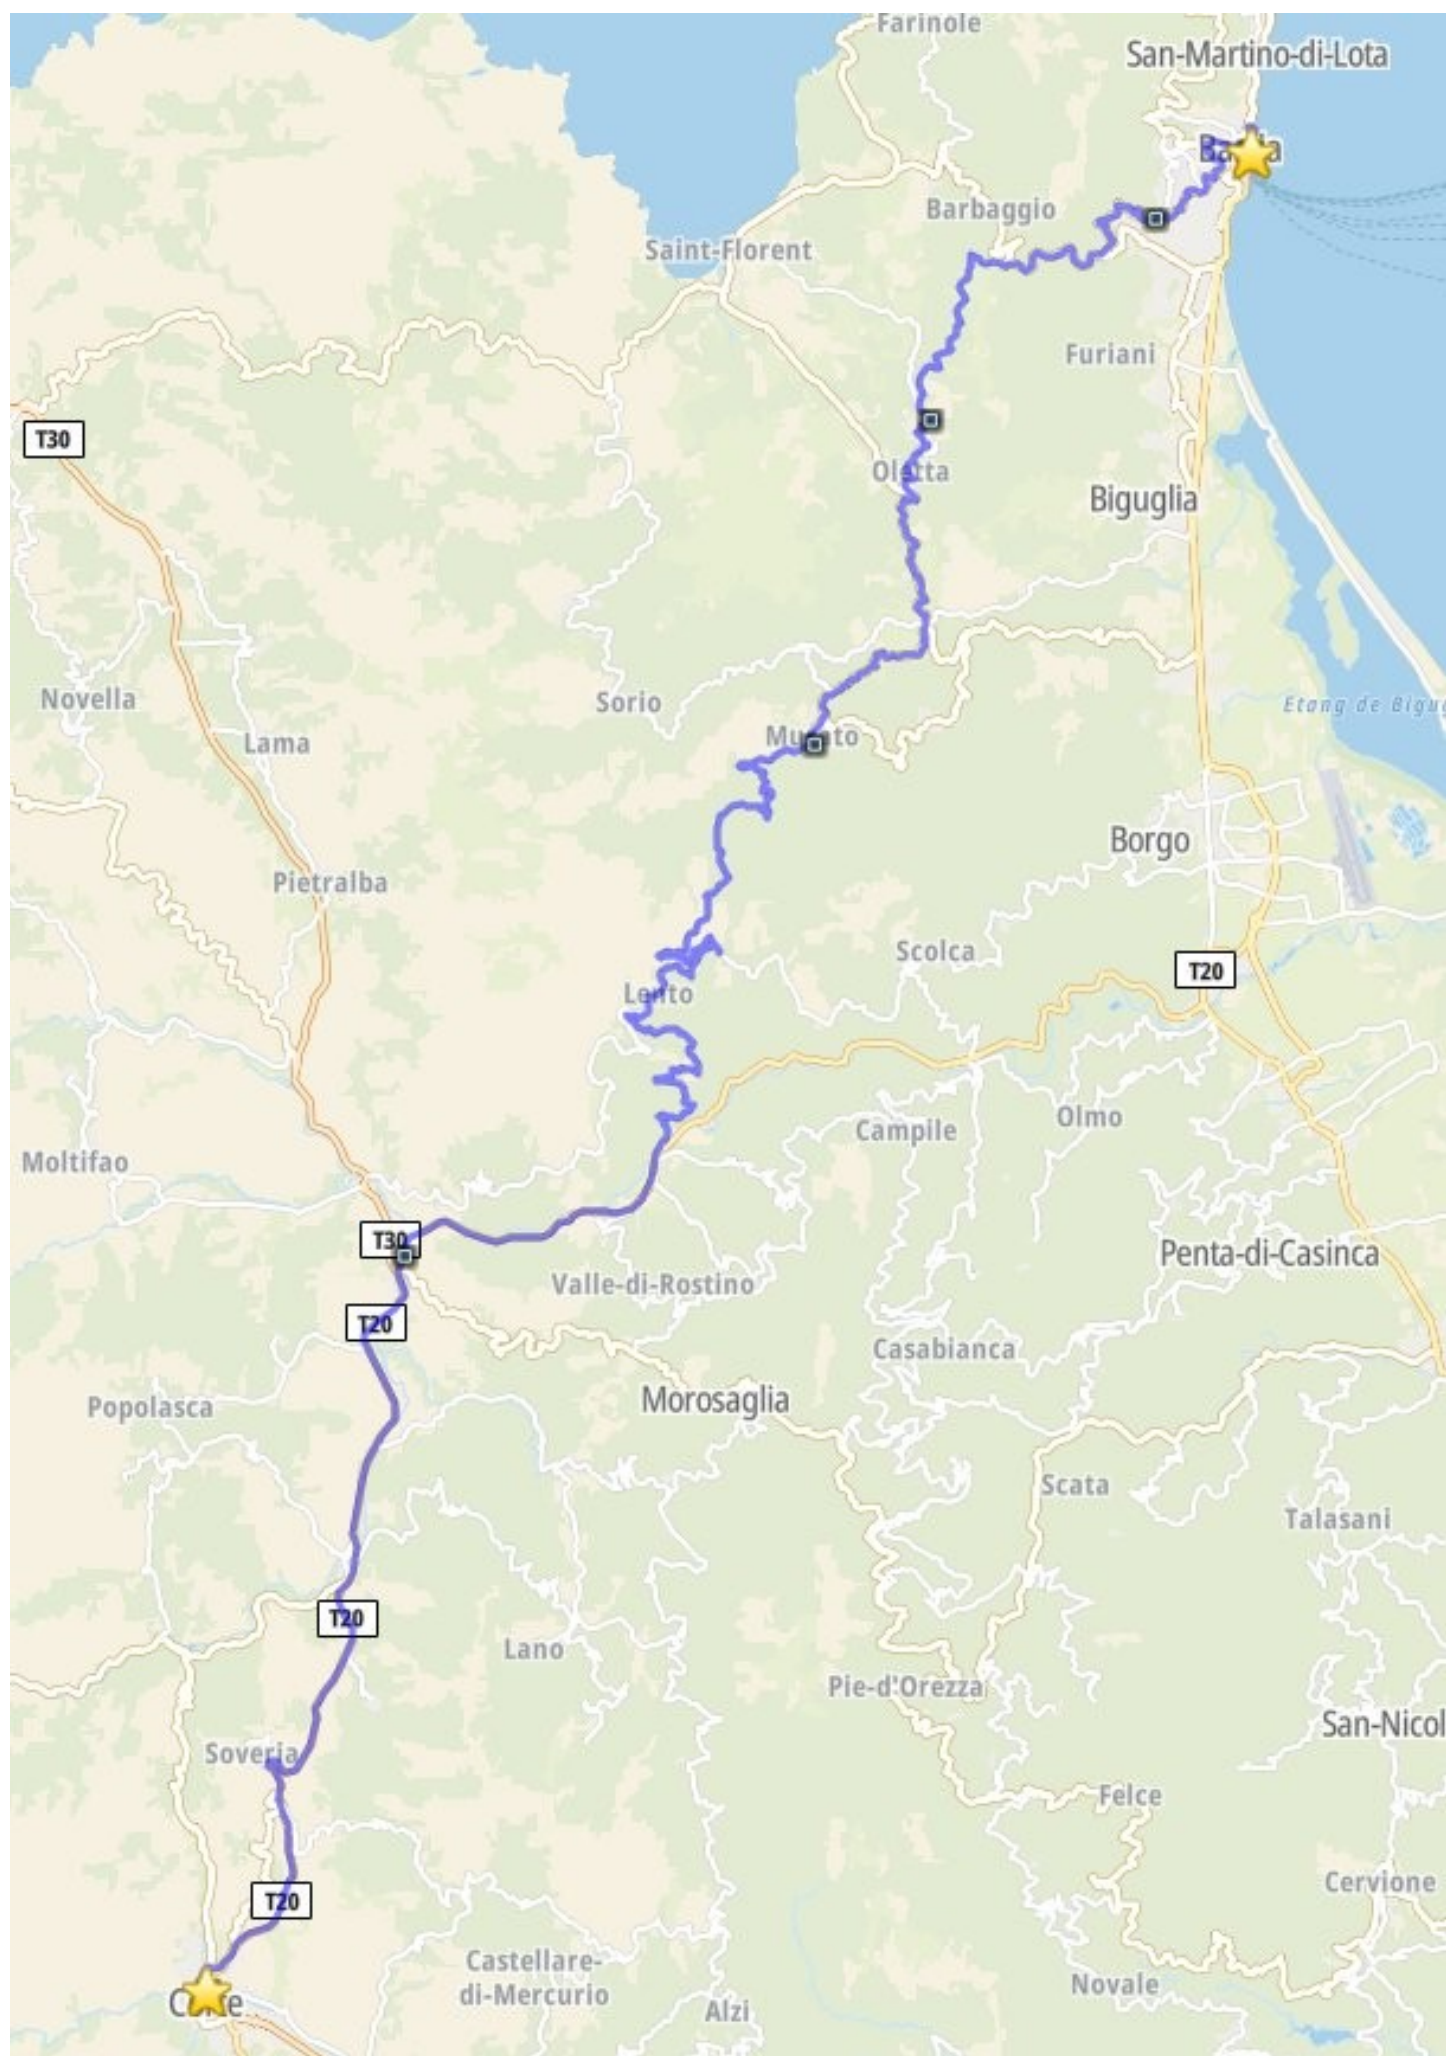 Farinole
San-Martino-di-Lota
Barbaggio
Saint-Florent
Furiani
T30
Oletta
Biguglia
Novella
Sorio
Etang de Bigu
Lama
Borgo
Pietralba
Scolca
T20
Lento
Olmo
Campile
Moltifao
T30
Penta-di-Casinca
Valle-di-Rostino
T20
Casabianca
Morosaglia
Popolasca
Scata
Talasani
T20
Lano
Pie-d'Orezza
San-Nicol
Soveria
Felce
Cervione
T20
Castellare-
di-Mercurio
Novale
Alzi